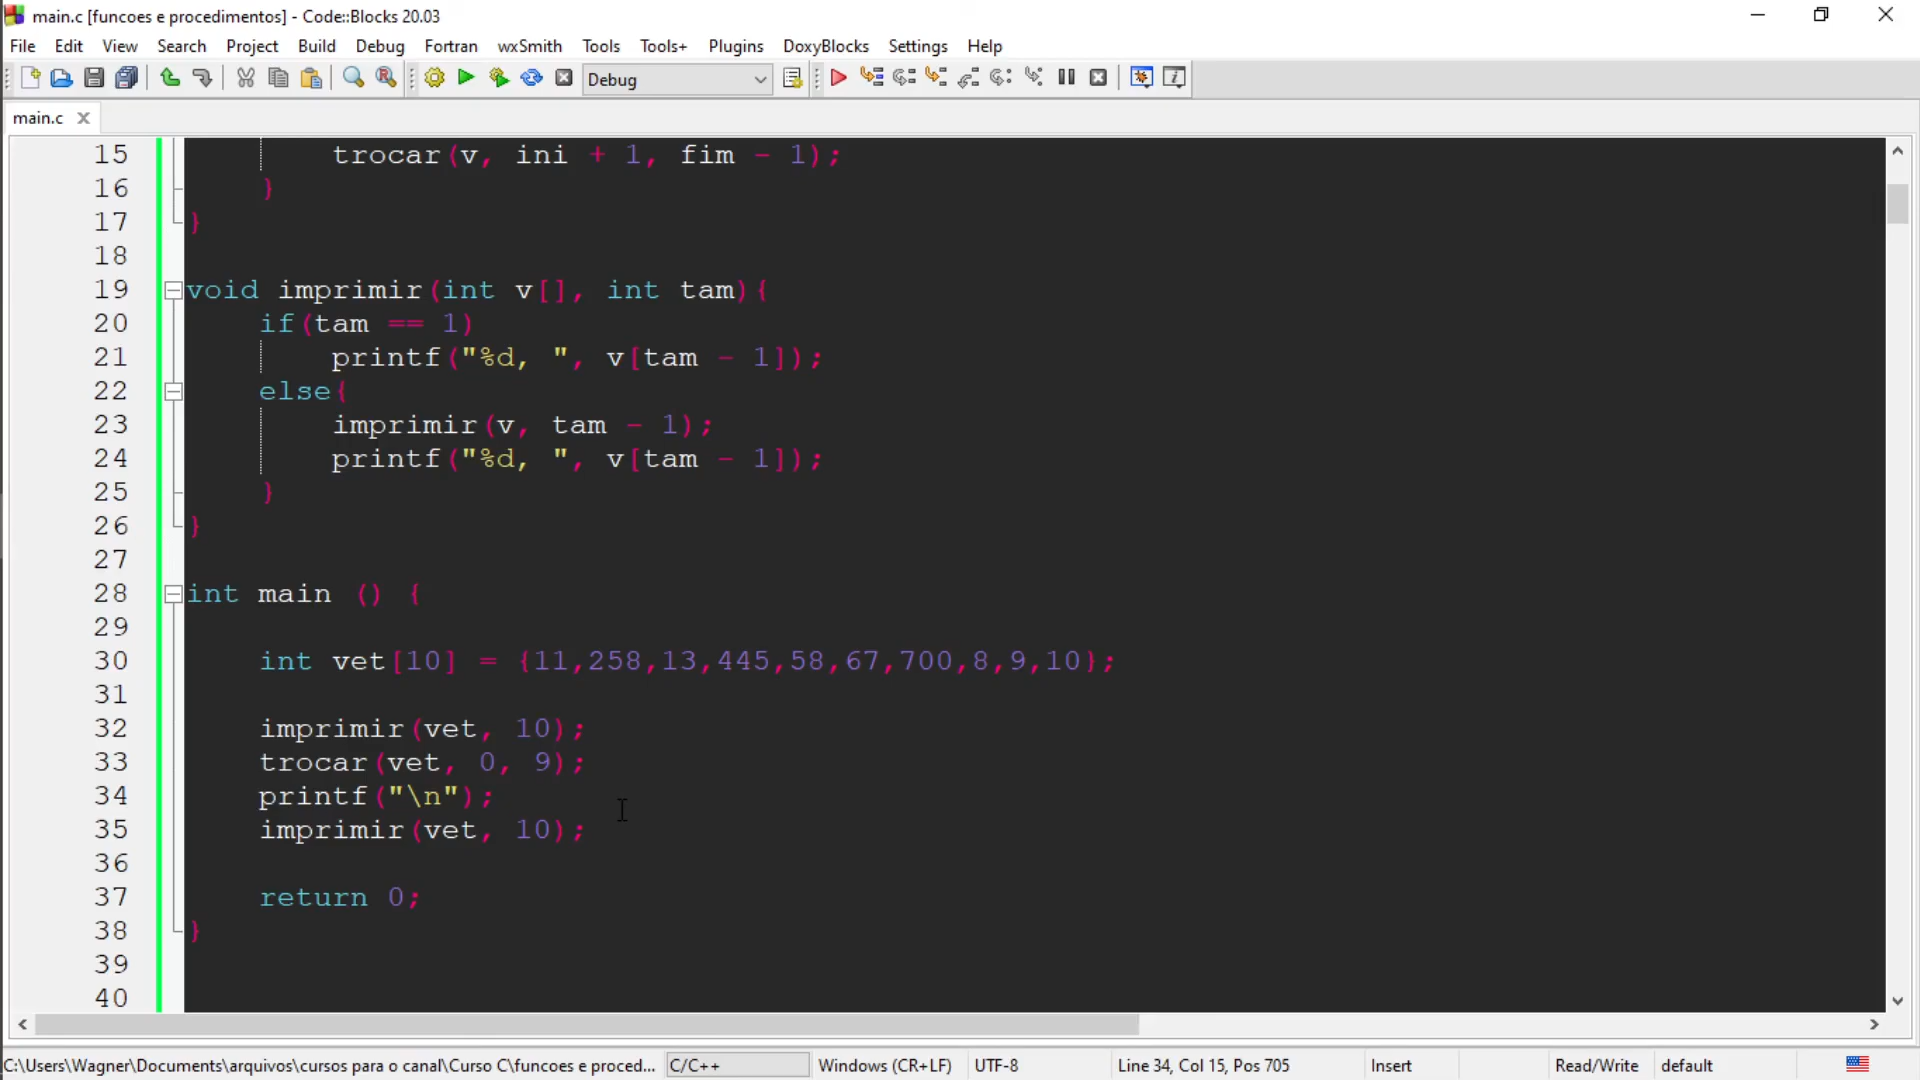 main.c [funcoes e procedimentos] - Code::Blocks 20.03
File Edit View Search Project Build Debug Fortran wxSmith Tools Tools+ Plugins DoxyBlocks Settings Help
Debug
main.c
15 trocar(v, ini + 1, fim - 1);
16 }
17 }
18
19 void imprimir(int v[], int tam){
20 if(tam == 1)
21 printf("%d, ", v[tam - 1]);
22 else{
23 imprimir(v, tam - 1);
24 printf("%d, ", v[tam - 1]);
25 }
26 }
27
28 int main () {
29
30 int vet[10] = {11,258,13,445,58,67,700,8,9,10};
31
32 imprimir(vet, 10);
33 trocar(vet, 0, 9);
34 printf("\n");
35 imprimir(vet, 10);
36
37 return 0;
38 }
39
40
C:\Users\Wagner\Documents\arquivos\cursos para o canal\Curso C\funcoes e proced... C/C++ Windows (CR+LF) UTF-8 Line 34, Col 15, Pos 705 Insert Read/Write default